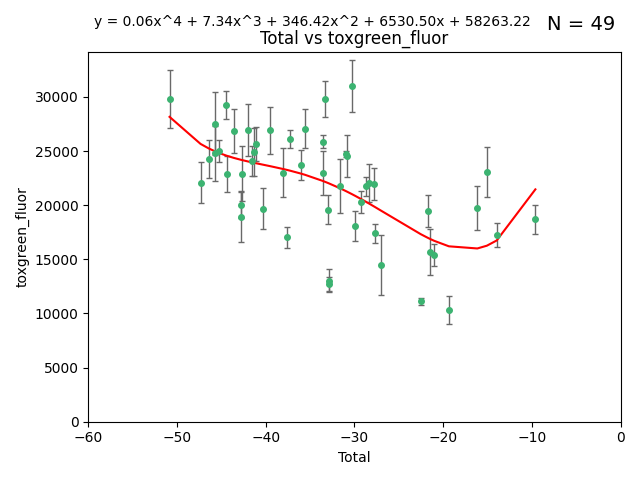 y = 0.06x^4 + 7.34x^3 + 346.42x^2 + 6530.50x + 58263.22
N = 49
Total vs toxgreen_fluor
toxgreen_fluor
30000
25000
20000
15000
10000
5000
0
−60
−50
−40
−30
−20
−10
0
Total